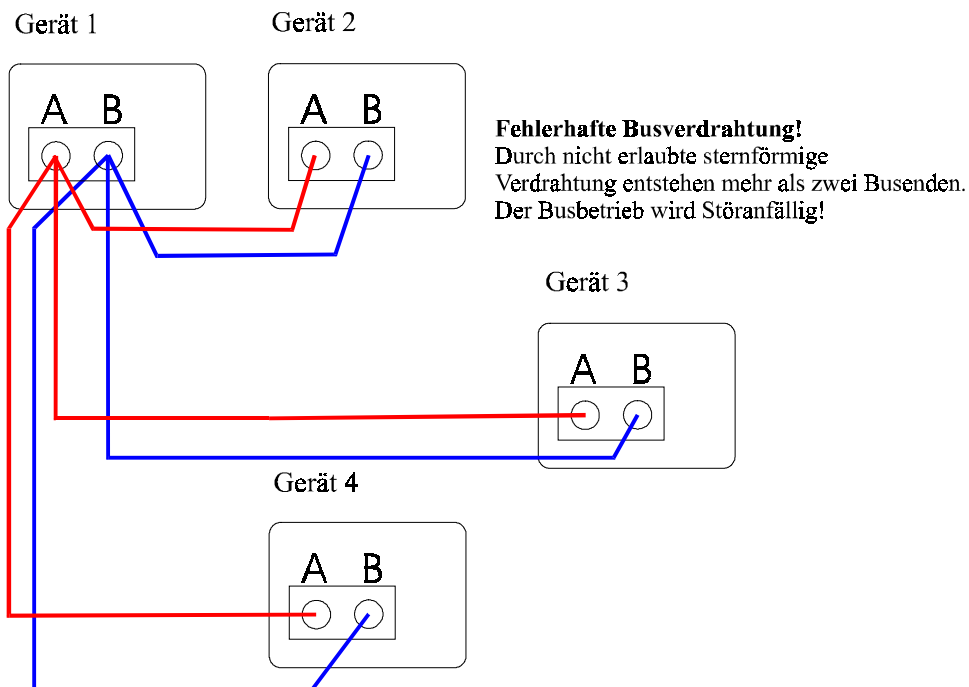 Gerät 1
Gerät 2
A B
A B
Fehlerhafte Busverdrahtung!
Durch nicht erlaubte sternförmige
Verdrahtung entstehen mehr als zwei Busenden.
Der Busbetrieb wird Störanfällig!
Gerät 3
A B
Gerät 4
A B